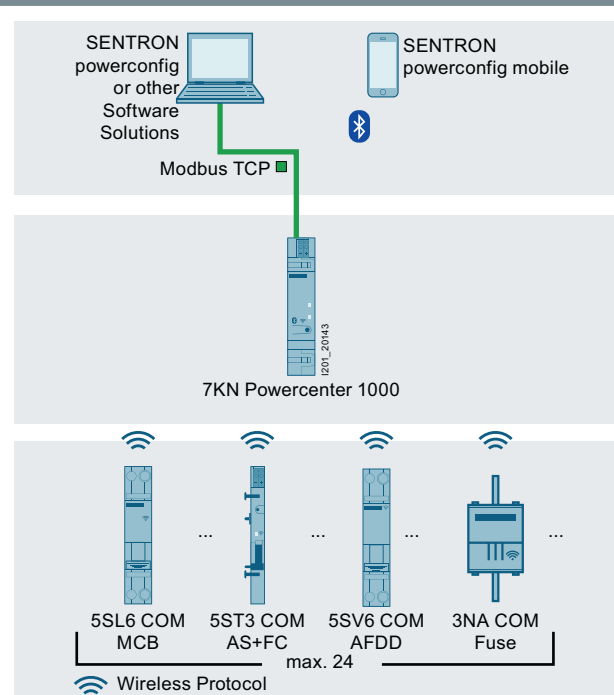 SENTRON
powerconfig
or other
Software
Solutions
SENTRON
powerconfig mobile
Modbus TCP
I201_20143
7KN Powercenter 1000
... ... ... ...
5SL6 COM
MCB
5ST3 COM
AS+FC
5SV6 COM
AFDD
3NA COM
Fuse
max. 24
Wireless Protocol